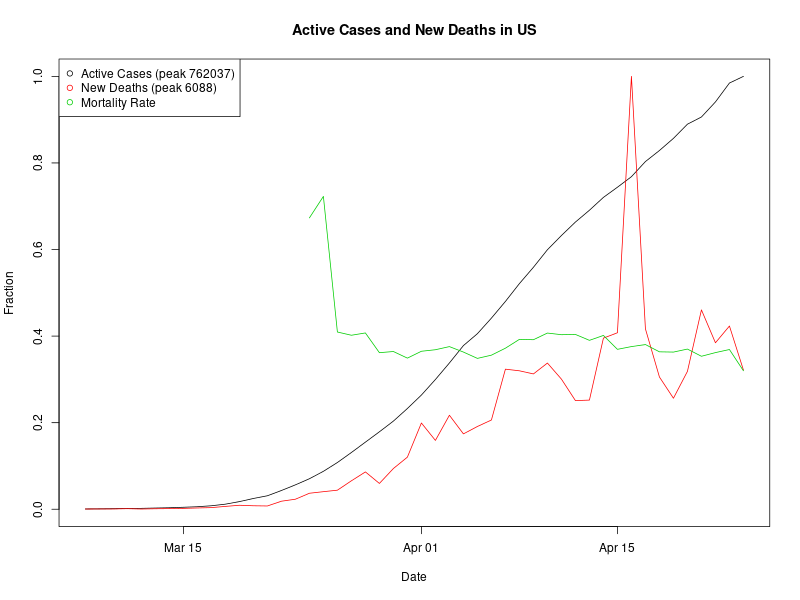 Active Cases and New Deaths in US
Active Cases (peak 762037)
New Deaths (peak 6088)
Mortality Rate
1.0
0.8
0.6
0.4
0.2
0.0
Fraction
Mar 15
Apr 01
Apr 15
Date